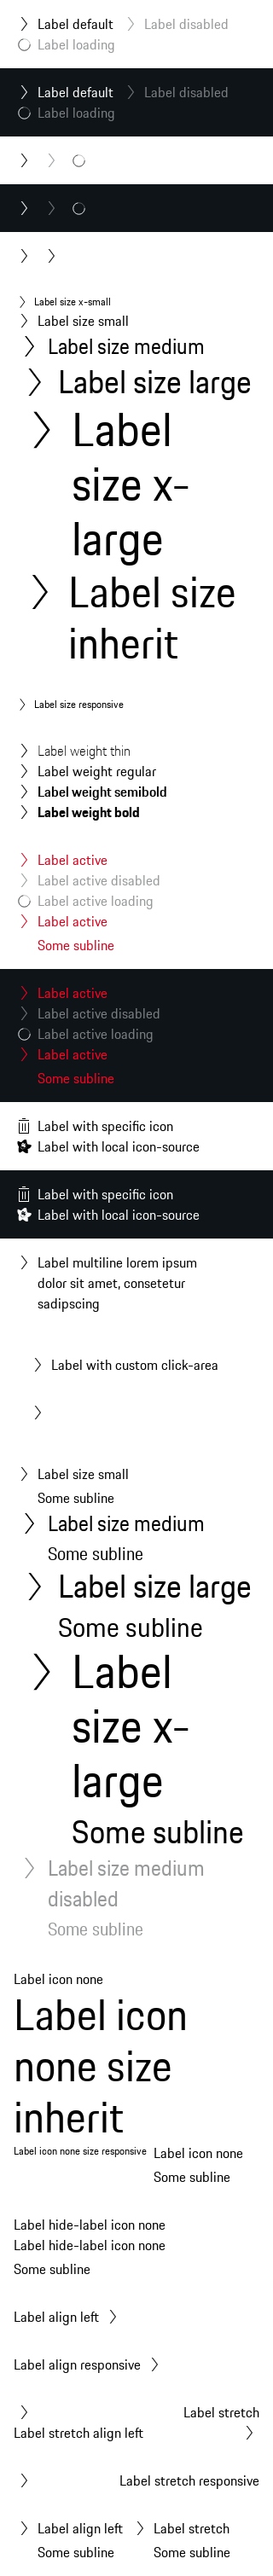 Label default Label disabled
Label loading
Label default Label disabled
Label loading
Label size x-small
Label size small
Label size medium
Label size large
Label
size x-
large
Label size
inherit
Label size responsive
Label weight thin
Label weight regular
Label weight semibold
Label weight bold
Label active
Label active disabled
Label active loading
Label active
Some subline
Label active
Label active disabled
Label active loading
Label active
Some subline
Label with specific icon
Label with local icon-source
Label with specific icon
Label with local icon-source
Label multiline lorem ipsum
dolor sit amet, consetetur
sadipscing
Label with custom click-area
Label size small
Some subline
Label size medium
Some subline
Label size large
Some subline
Label
size x-
large
Some subline
Label size medium
disabled
Some subline
Label icon none
Label icon
none size
inherit
Label icon none size responsive Label icon none
Some subline
Label hide-label icon none
Label hide-label icon none
Some subline
Label align left
Label align responsive
Label stretch
Label stretch align left
Label stretch responsive
Label align left Label stretch
Some subline Some subline